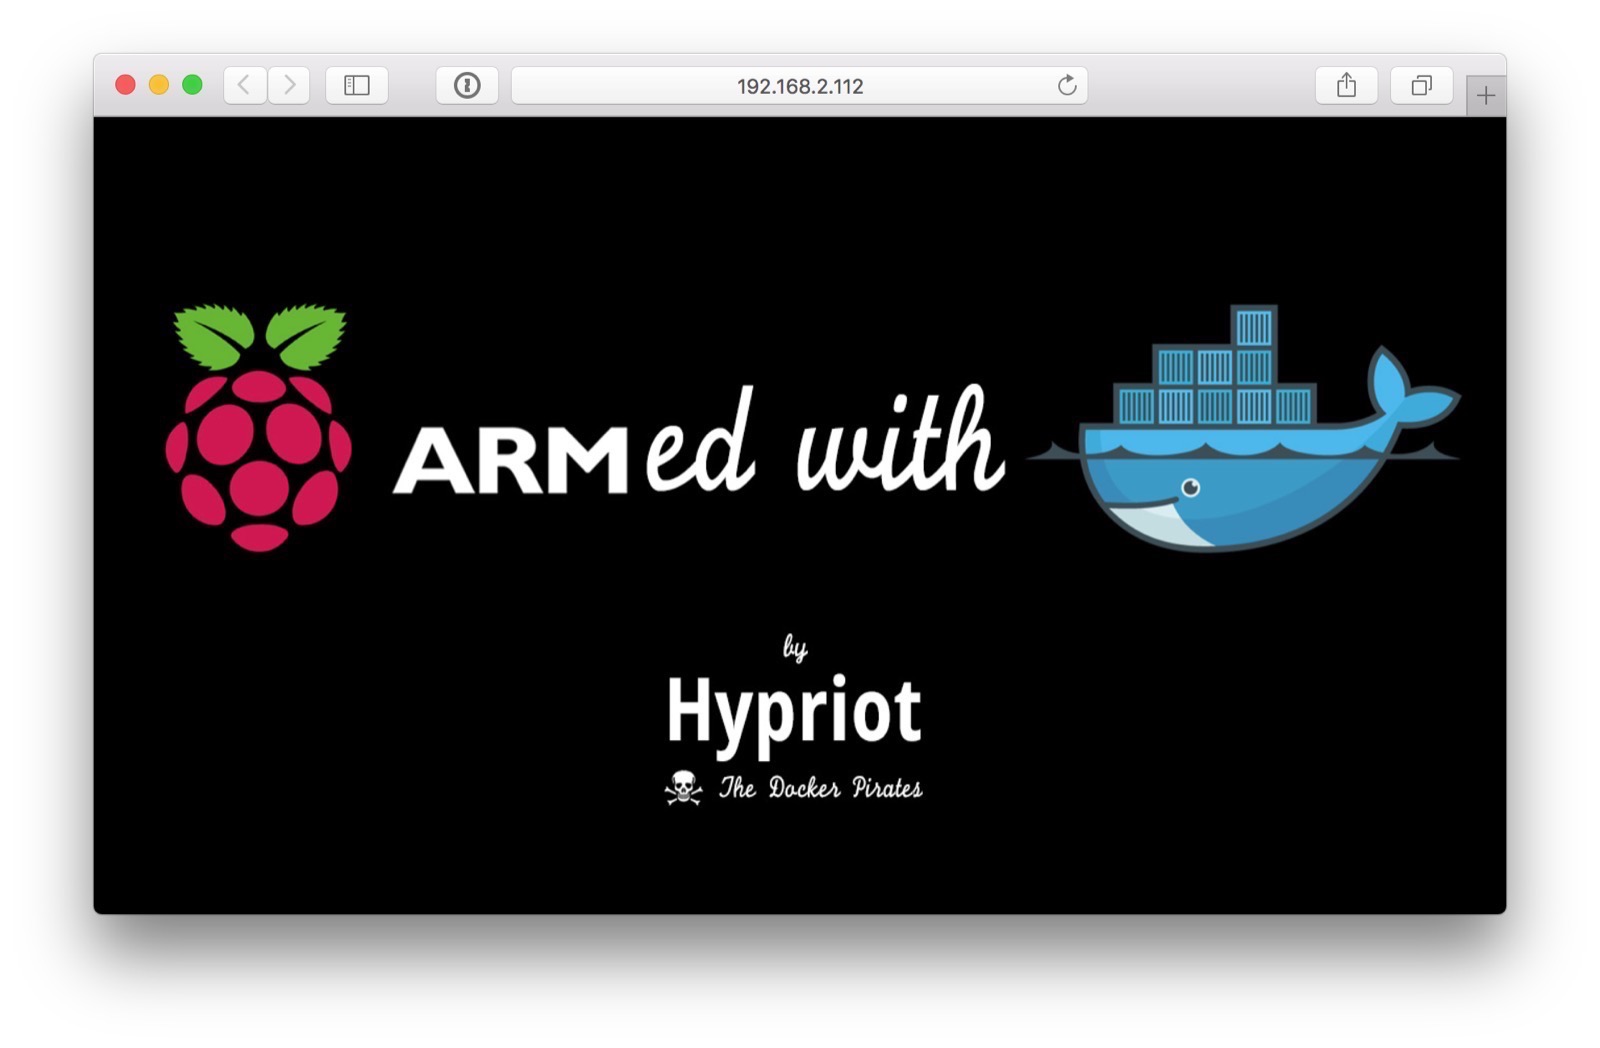 192.168.2.112
ARMed with
by
Hypriot
The Docker Pirates